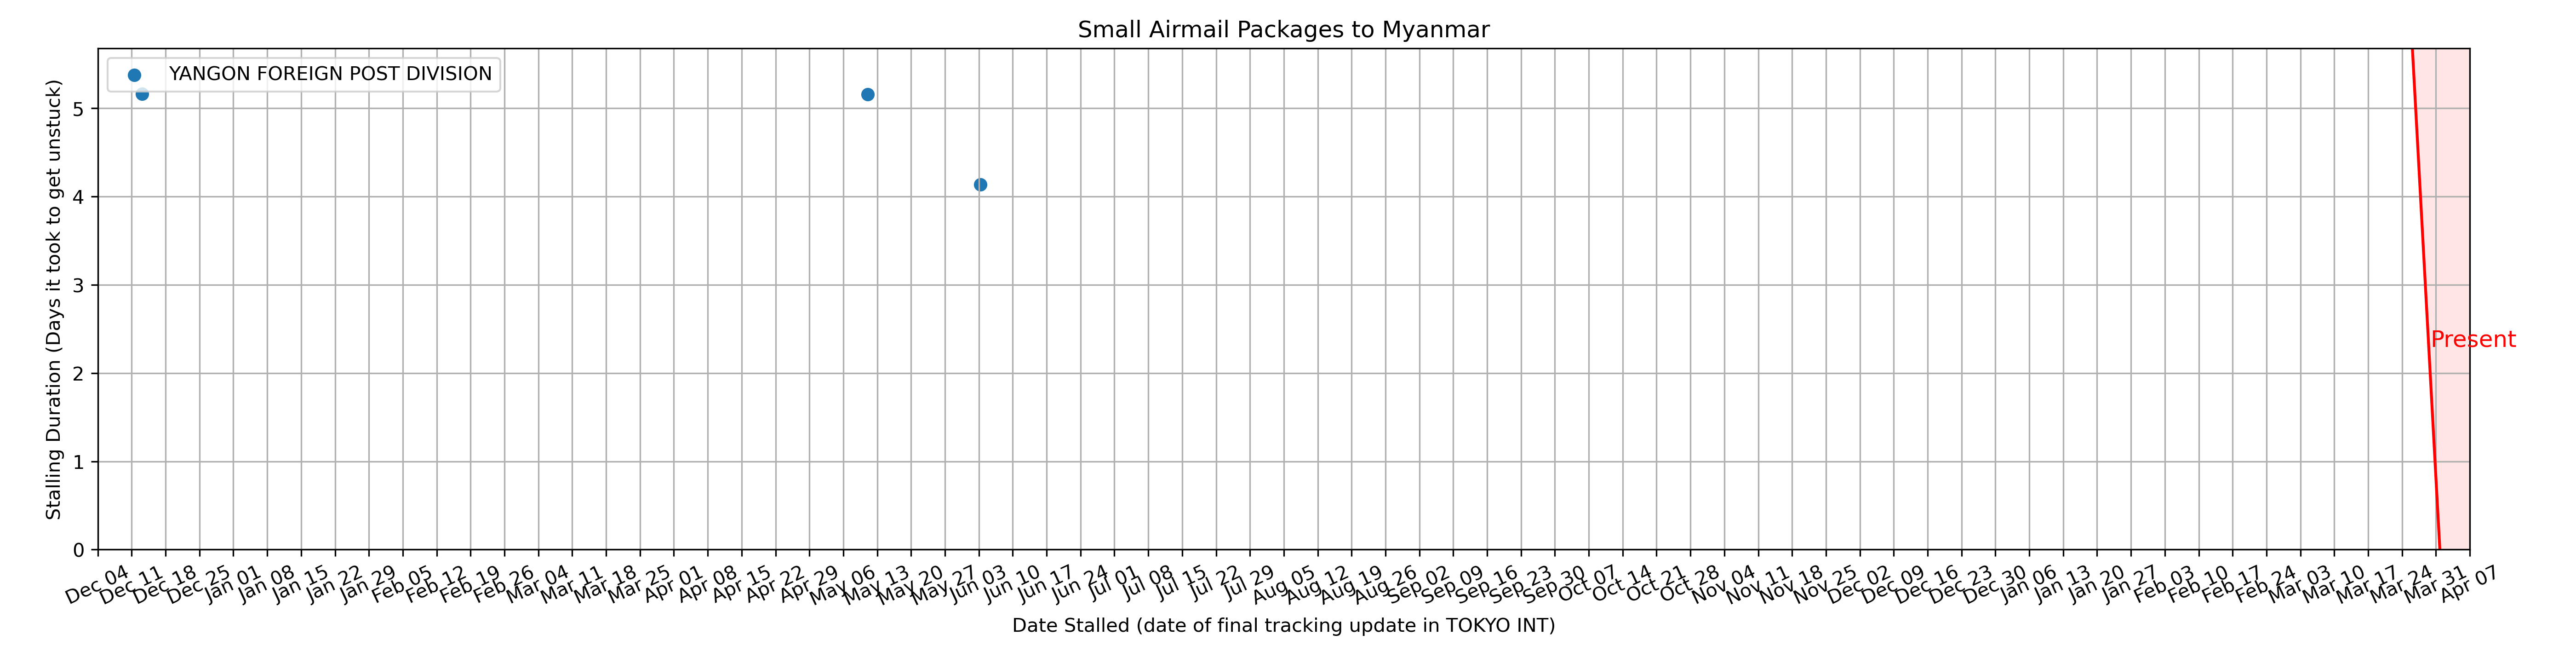 Small Airmail Packages to Myanmar
YANGON FOREIGN POST DIVISION
Stalling Duration (Days it took to get unstuck)
5
4
3
2
1
0
Present
Dec 04
Dec 11
Dec 18
Dec 25
Jan 01
Jan 08
Jan 15
Jan 22
Jan 29
Feb 05
Feb 12
Feb 19
Feb 26
Mar 04
Mar 11
Mar 18
Mar 25
Apr 01
Apr 08
Apr 15
Apr 22
Apr 29
May 06
May 13
May 20
May 27
Jun 03
Jun 10
Jun 17
Jun 24
Jul 01
Jul 08
Jul 15
Jul 22
Jul 29
Aug 05
Aug 12
Aug 19
Aug 26
Sep 02
Sep 09
Sep 16
Sep 23
Sep 30
Oct 07
Oct 14
Oct 21
Oct 28
Nov 04
Nov 11
Nov 18
Nov 25
Dec 02
Dec 09
Dec 16
Dec 23
Dec 30
Jan 06
Jan 13
Jan 20
Jan 27
Feb 03
Feb 10
Feb 17
Feb 24
Mar 03
Mar 10
Mar 17
Mar 24
Mar 31
Apr 07
Date Stalled (date of final tracking update in TOKYO INT)